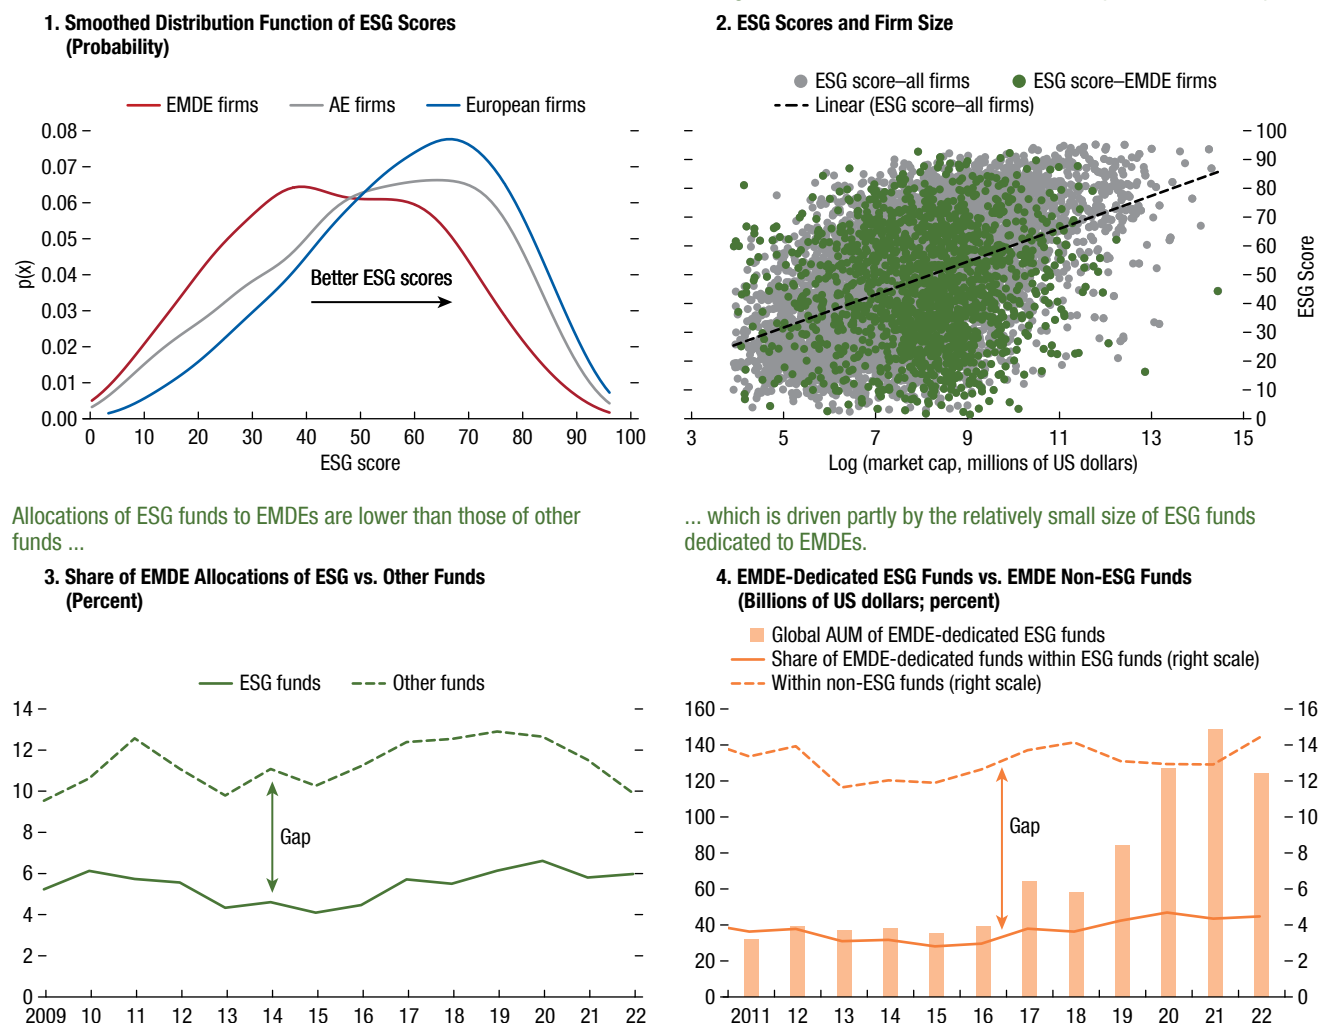 1. Smoothed Distribution Function of ESG Scores
(Probability)
EMDE firms
AE firms
European firms
0.08
0.07
0.06
0.05
0.04
0.03
0.02
0.01
0.00
p(x)
Better ESG scores
0 10 20 30 40 50 60 70 80 90 100
ESG score
2. ESG Scores and Firm Size
ESG score–all firms
ESG score–EMDE firms
Linear (ESG score–all firms)
100
90
80
70
60
50
40
30
20
10
0
ESG Score
3 5 7 9 11 13 15
Log (market cap, millions of US dollars)
Allocations of ESG funds to EMDEs are lower than those of other
funds ...
3. Share of EMDE Allocations of ESG vs. Other Funds
(Percent)
ESG funds
Other funds
14
12
10
8
6
4
2
0
Gap
2009 10 11 12 13 14 15 16 17 18 19 20 21 22
... which is driven partly by the relatively small size of ESG funds
dedicated to EMDEs.
4. EMDE-Dedicated ESG Funds vs. EMDE Non-ESG Funds
(Billions of US dollars; percent)
Global AUM of EMDE-dedicated ESG funds
Share of EMDE-dedicated funds within ESG funds (right scale)
Within non-ESG funds (right scale)
160
140
120
100
80
60
40
20
0
Gap
16
14
12
10
8
6
4
2
0
2011 12 13 14 15 16 17 18 19 20 21 22